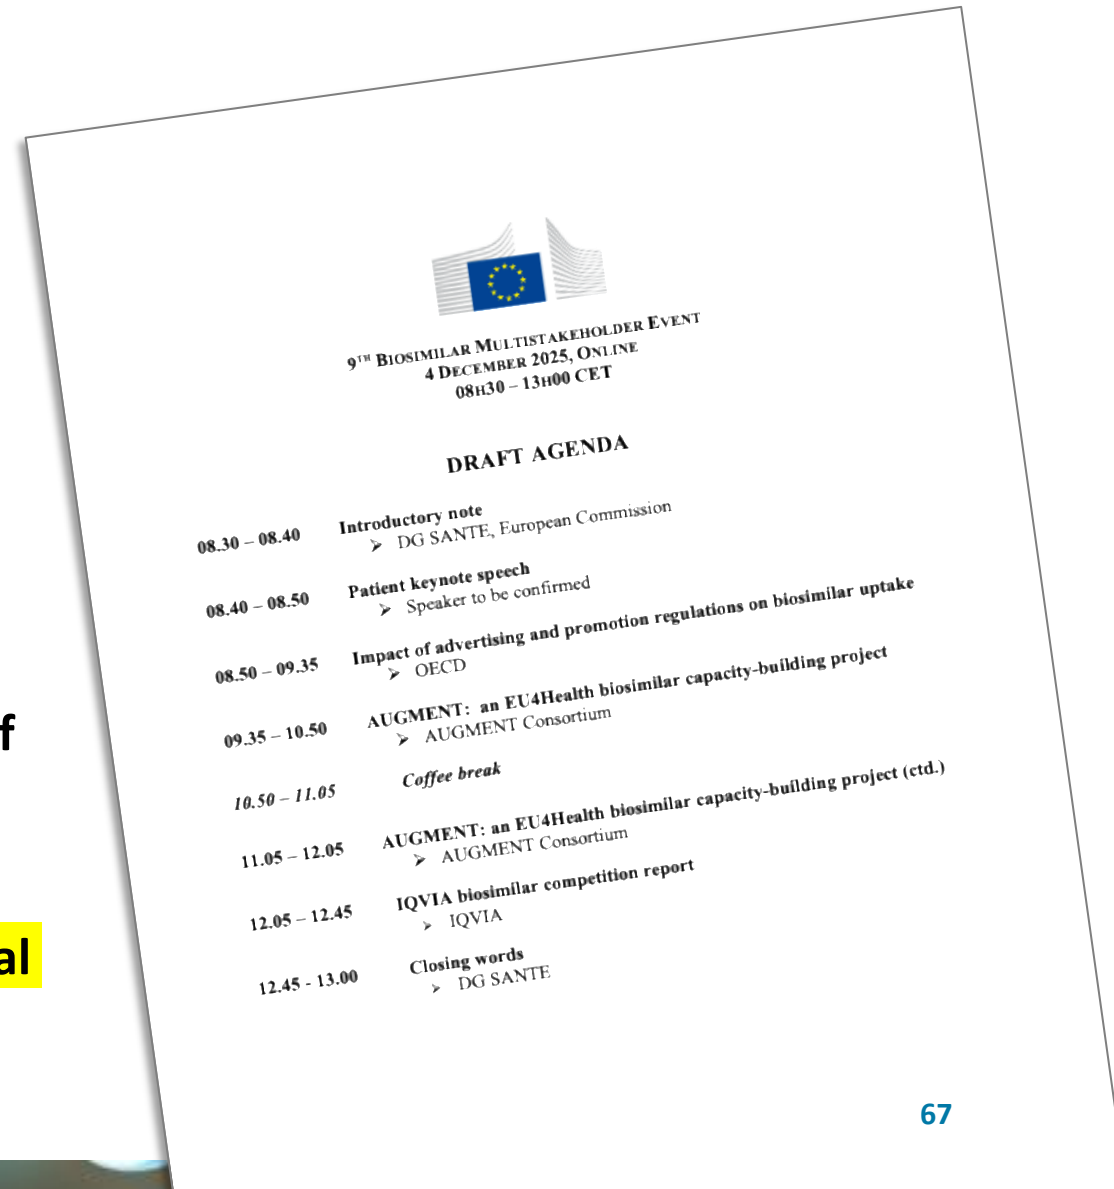 9TH BIOSIMILAR MULTISTAKEHOLDER EVENT
4 DECEMBER 2025, ONLINE
08H30 – 13H00 CET
DRAFT AGENDA
08.30 – 08.40 Introductory note
➢ DG SANTE, European Commission
08.40 – 08.50 Patient keynote speech
➢ Speaker to be confirmed
08.50 – 09.35 Impact of advertising and promotion regulations on biosimilar uptake
➢ OECD
09.35 – 10.50 AUGMENT: an EU4Health biosimilar capacity-building project
➢ AUGMENT Consortium
10.50 – 11.05 Coffee break
11.05 – 12.05 AUGMENT: an EU4Health biosimilar capacity-building project (ctd.)
➢ AUGMENT Consortium
12.05 – 12.45 IQVIA biosimilar competition report
➢ IQVIA
12.45 - 13.00 Closing words
➢ DG SANTE
f
al
67